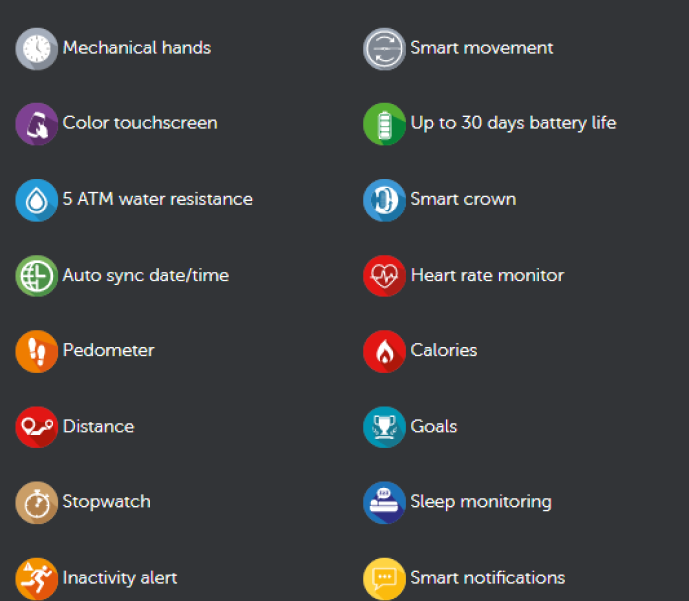 Mechanical hands
Smart movement
Color touchscreen
Up to 30 days battery life
5 ATM water resistance
Smart crown
Auto sync date/time
Heart rate monitor
Pedometer
Calories
Distance
Goals
Stopwatch
Sleep monitoring
Inactivity alert
Smart notifications